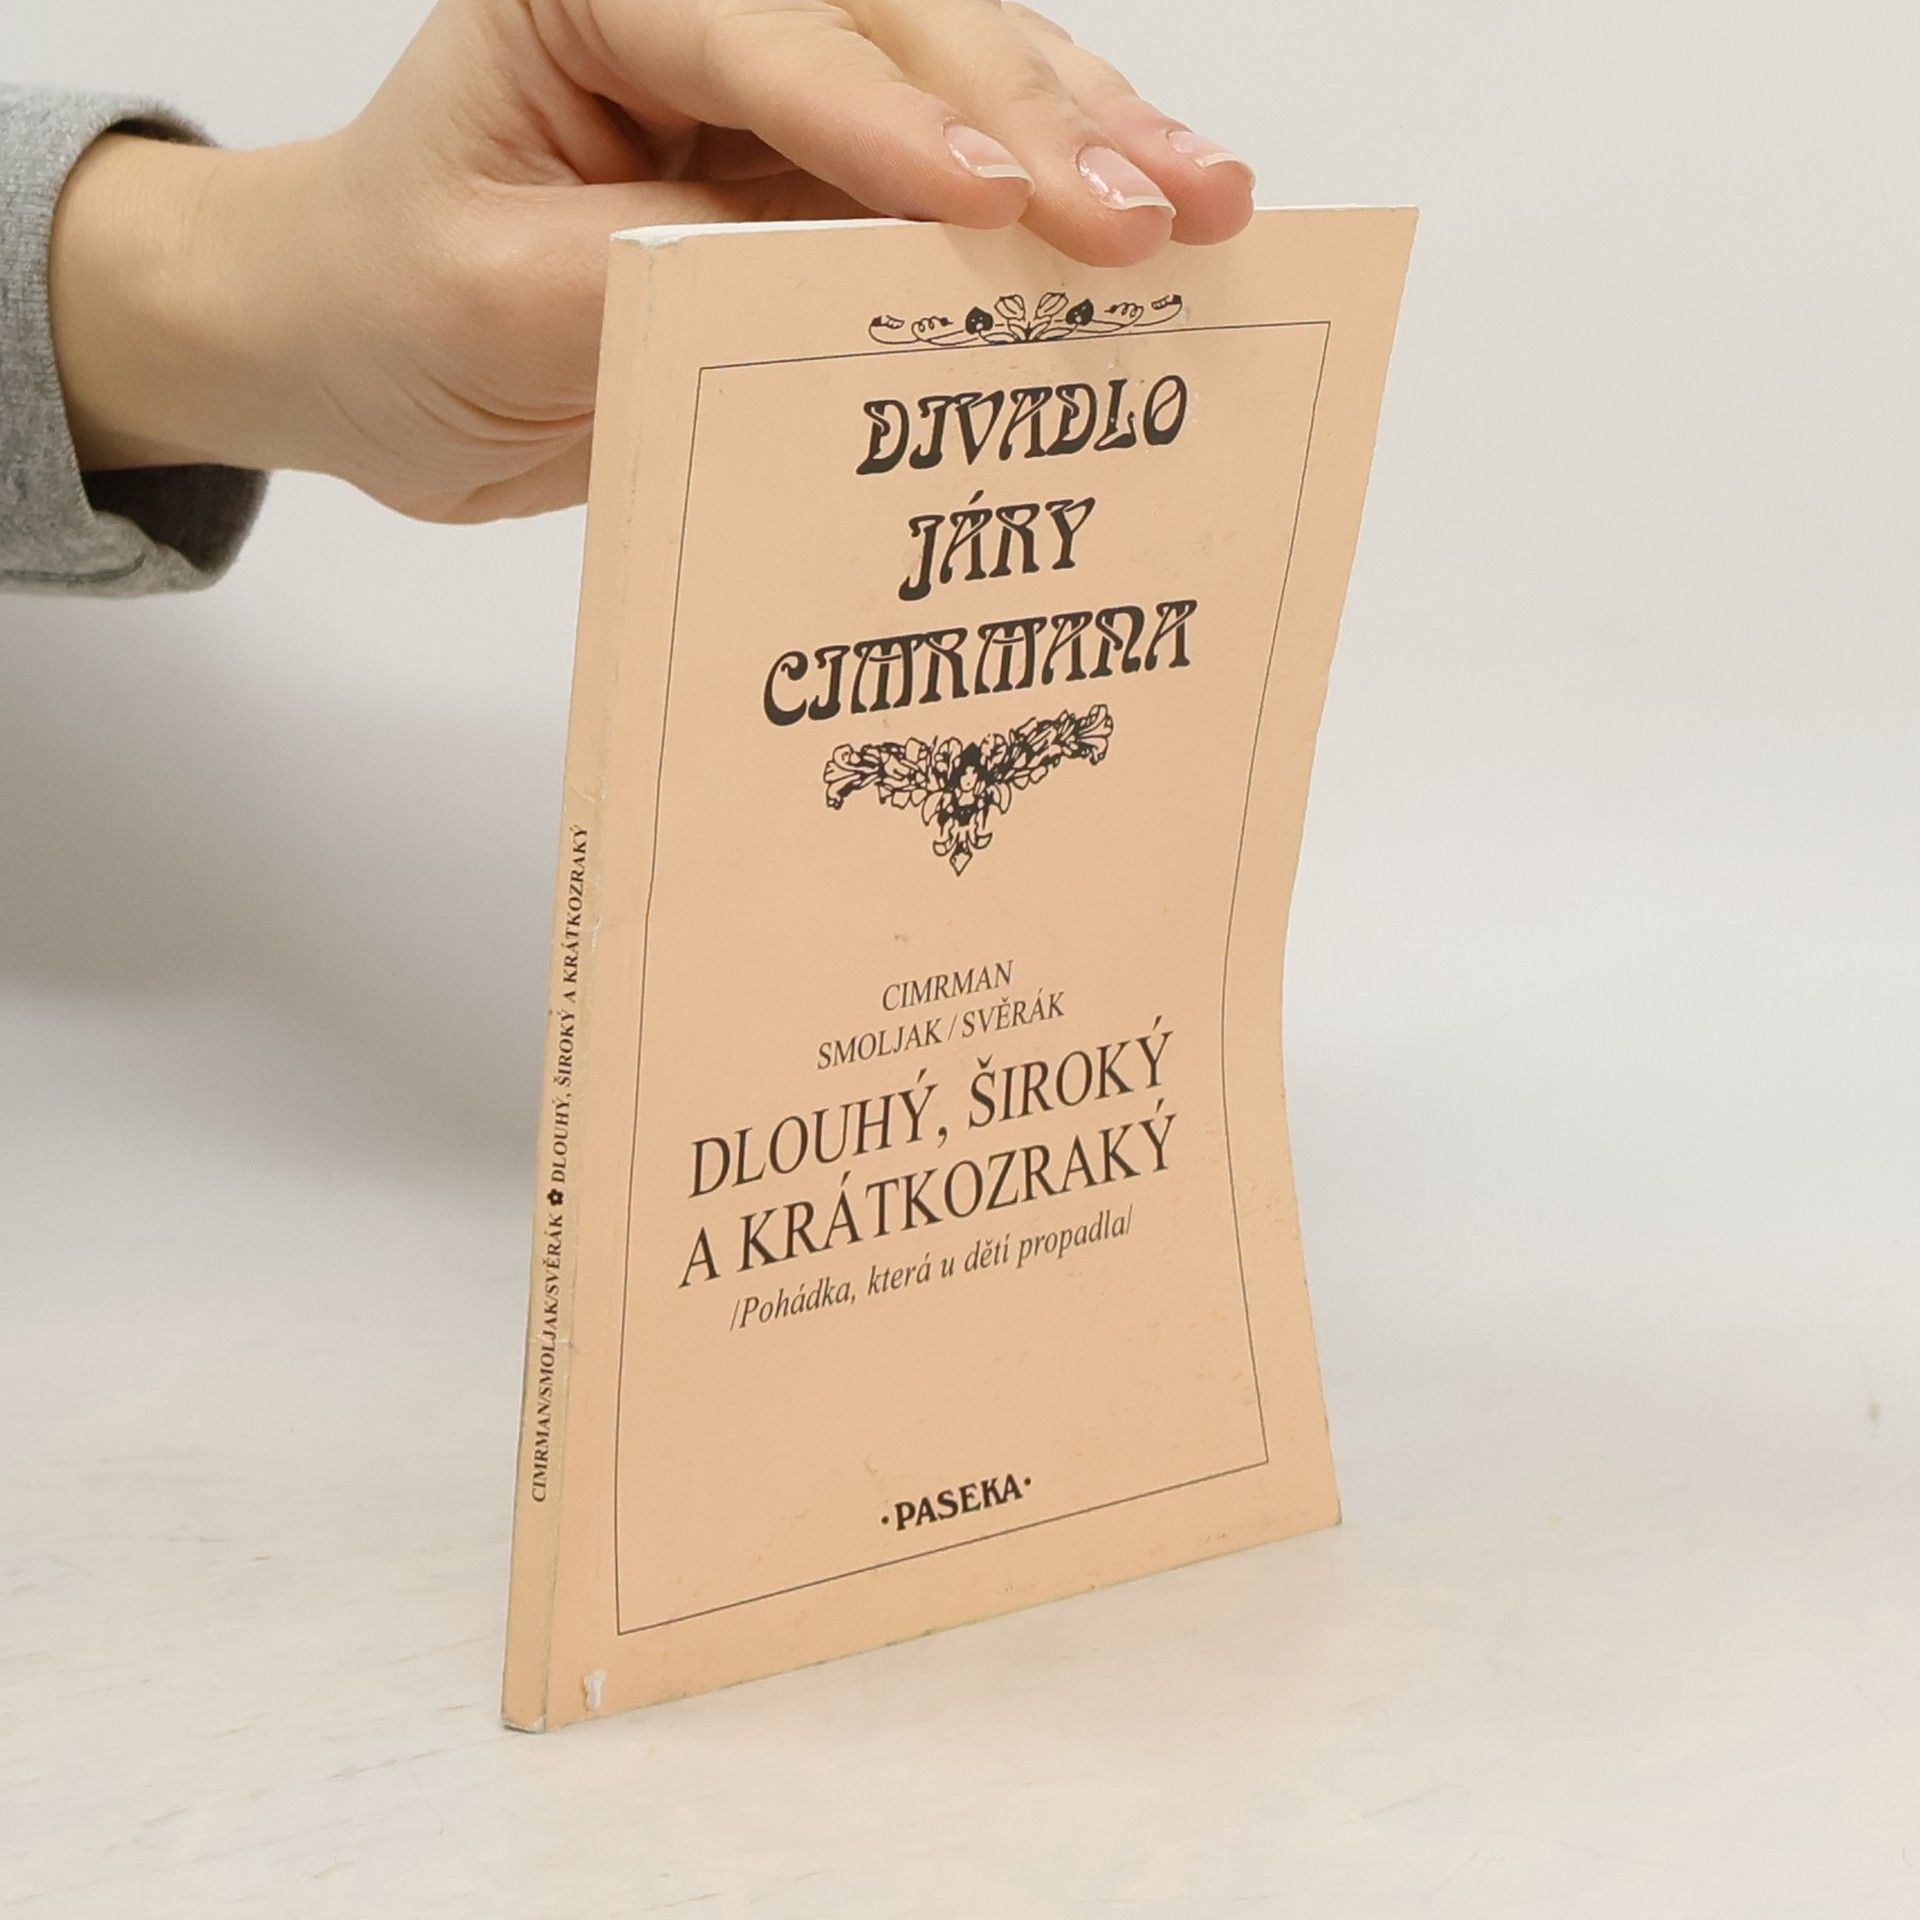 DIVADLO
JÁRY
CIMRMANA
CIMRMAN
SMOLJAK / SVĚRÁK
DLOUHÝ, ŠIROKÝ
A KRÁTKOZRAKÝ
/Pohádka, která u dětí propadla/
·PASEKA·
CIMRMAN/SMOLJAK/SVĚRÁK ✿ DLOUHÝ, ŠIROKÝ A KRÁTKOZRAKÝ